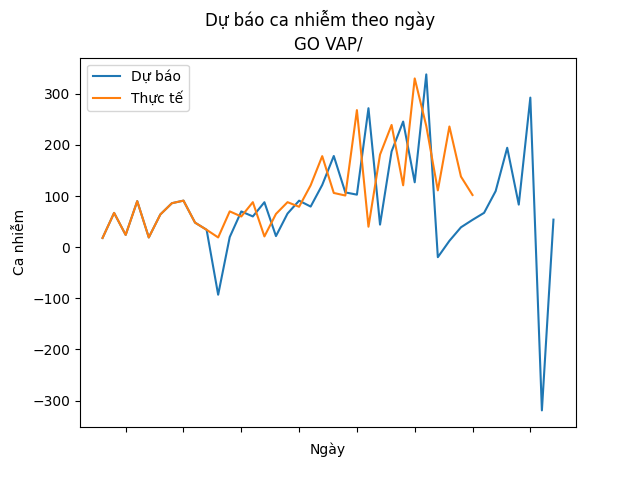 Dự báo ca nhiễm theo ngày
GO VAP/
Dự báo
Thực tế
300
200
100
0
−100
−200
−300
Ca nhiễm
Ngày